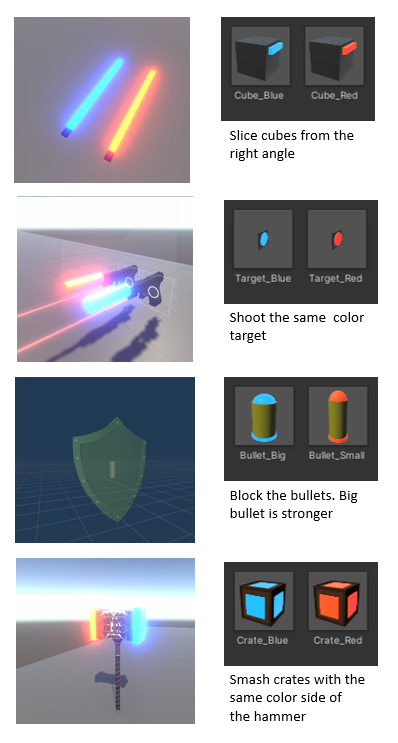 Cube_Blue Cube_Red
Slice cubes from the
right angle
Target_Blue Target_Red
Shoot the same color
target
Bullet_Big Bullet_Small
Block the bullets. Big
bullet is stronger
Crate_Blue Crate_Red
Smash crates with the
same color side of
the hammer